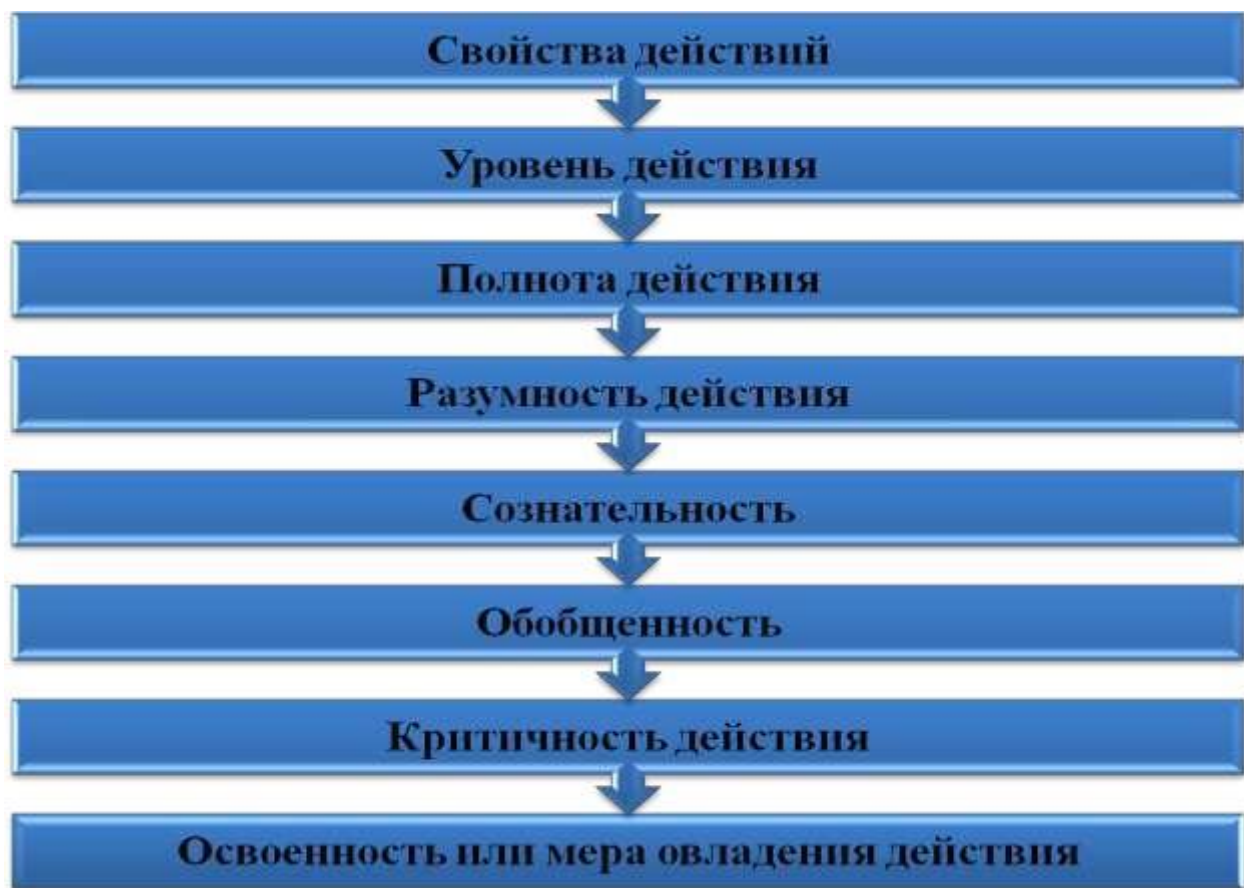 Свойства действий
Уровень действия
Полнота действия
Разумность действия
Сознательность
Обобщенность
Критичность действия
Освоенность или мера овладения действия